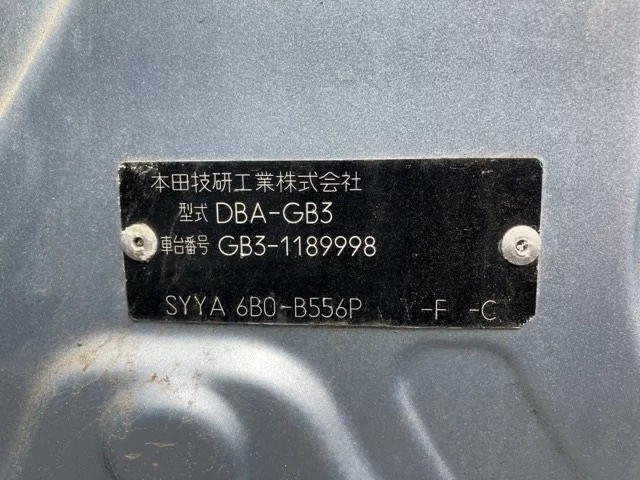 本田技研工業株式会社
型式 DBA-GB3
車台番号 GB3-1189998
SYYA 6B0-B556P -F -C